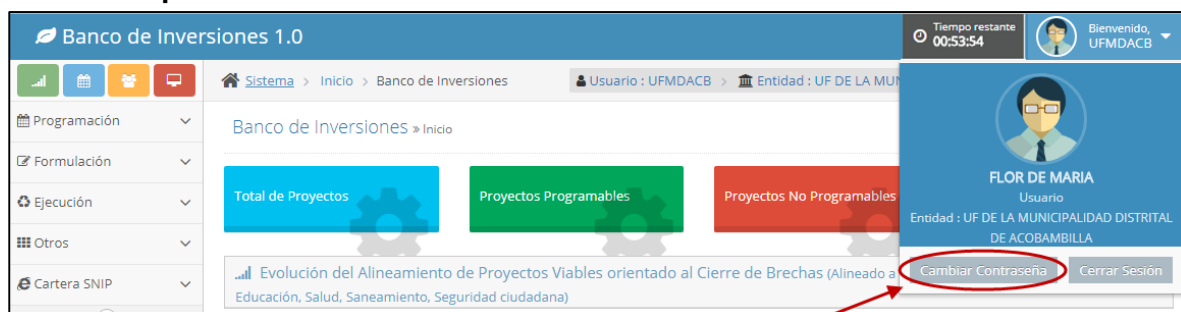 Banco de Inversiones 1.0
Tiempo restante
00:53:54
Bienvenido,
UFMDACB
Sistema > Inicio > Banco de Inversiones
Usuario : UFMDACB > Entidad : UF DE LA
Programación
Formulación
Ejecución
Otros
Cartera SNIP
Banco de Inversiones » Inicio
Total de Proyectos
Proyectos Programables
Proyectos No Programables
Evolución del Alineamiento de Proyectos Viables orientado al Cierre de Brechas (Alineado a
Educación, Salud, Saneamiento, Seguridad ciudadana)
FLOR DE MARIA
Usuario
Entidad : UF DE LA MUNICIPALIDAD DISTRITAL
DE ACOBAMBILLA
Cambiar Contraseña
Cerrar Sesión